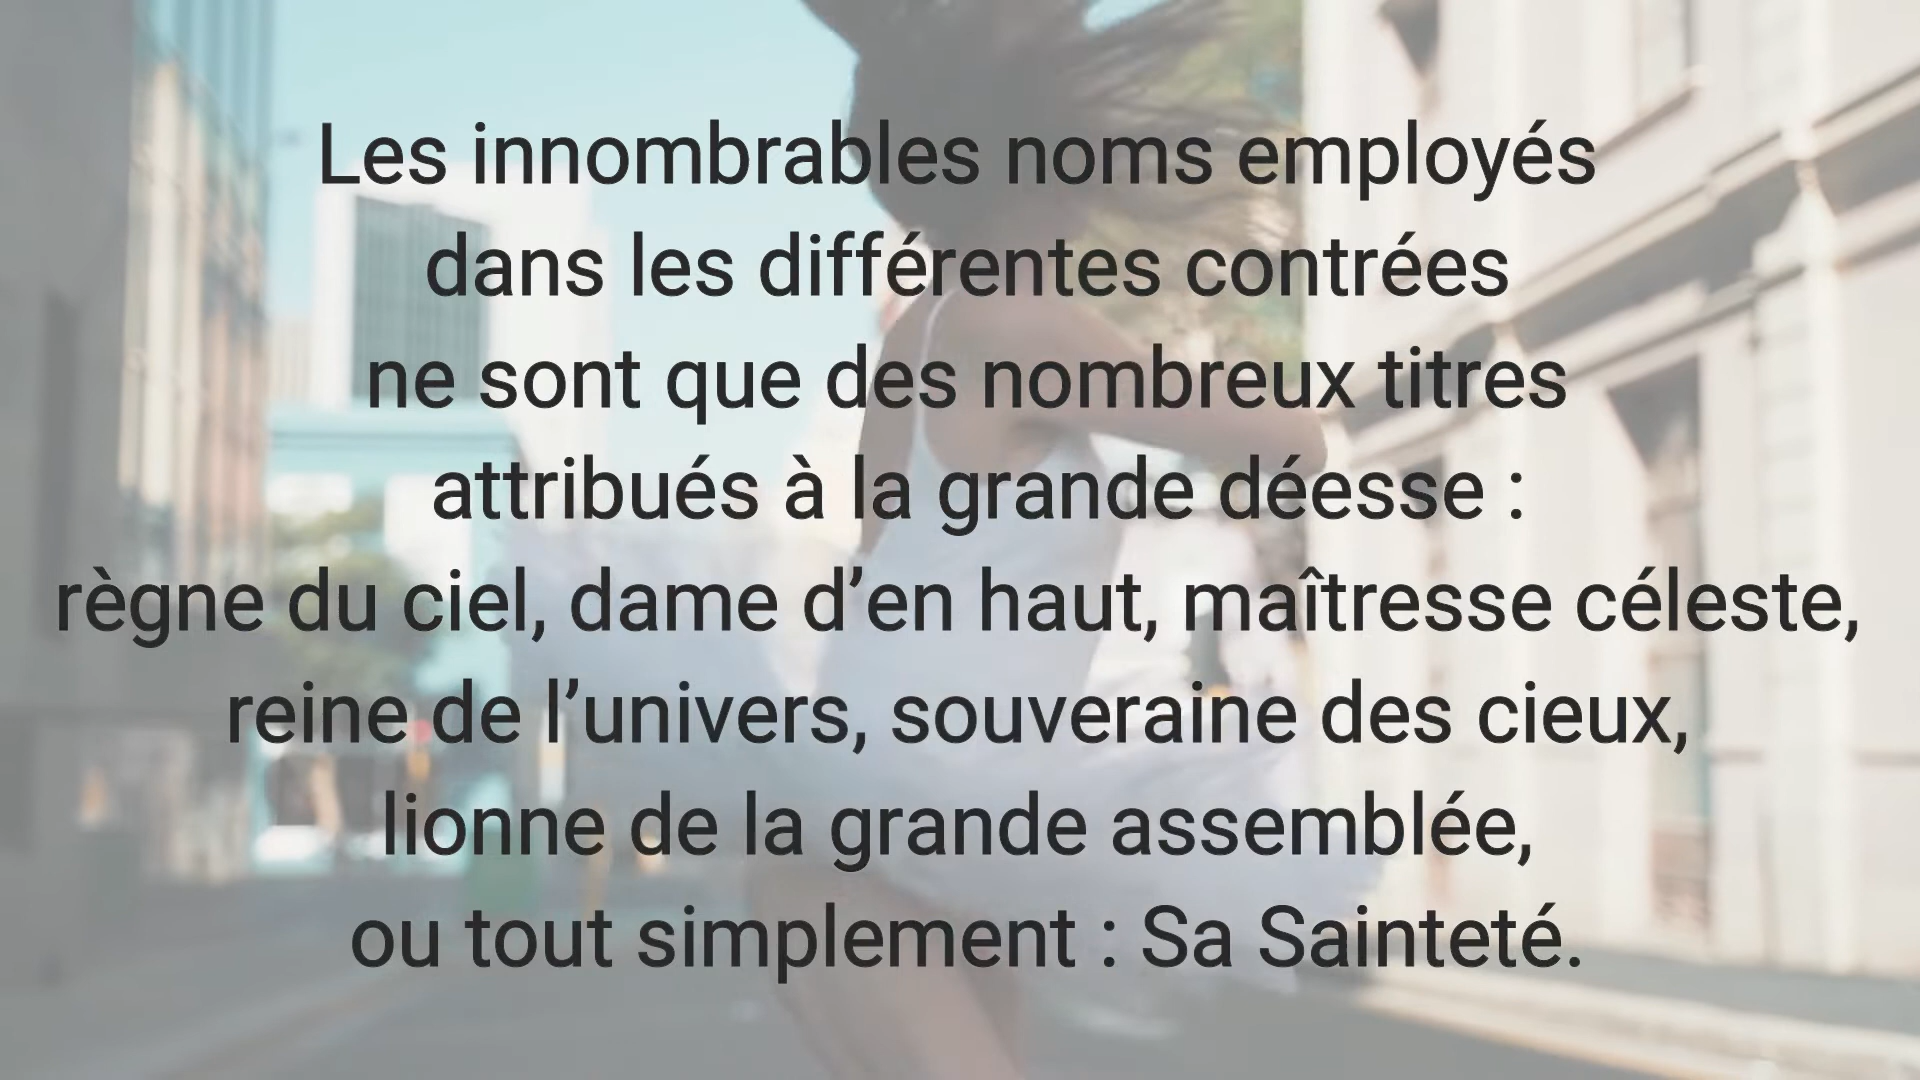 Les innombrables noms employés
dans les différentes contrées
ne sont que des nombreux titres
attribués à la grande déesse :
règne du ciel, dame d’en haut, maîtresse céleste,
reine de l’univers, souveraine des cieux,
lionne de la grande assemblée,
ou tout simplement : Sa Sainteté.